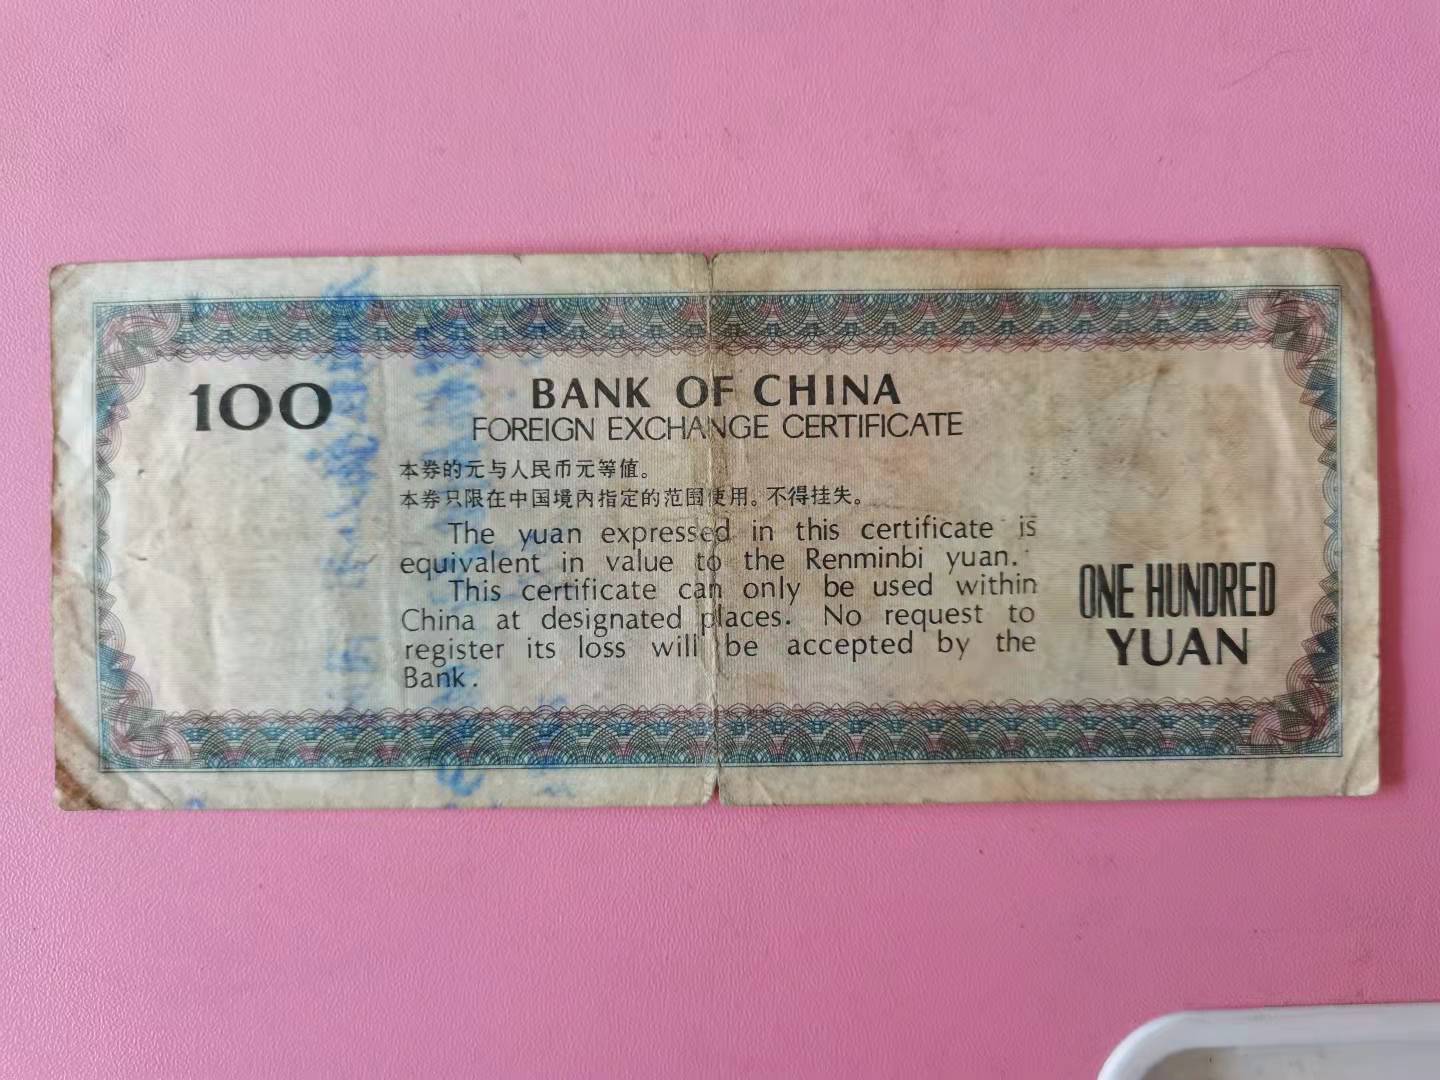 100
BANK OF CHINA
FOREIGN EXCHANGE CERTIFICATE
本券的元与人民币元等值。
本券只限在中国境内指定的范围使用。不得挂失。
The yuan expressed in this certificate is
equivalent in value to the Renminbi yuan.
This certificate can only be used within
China at designated places. No request to
register its loss will be accepted by the
Bank.
ONE HUNDRED
YUAN